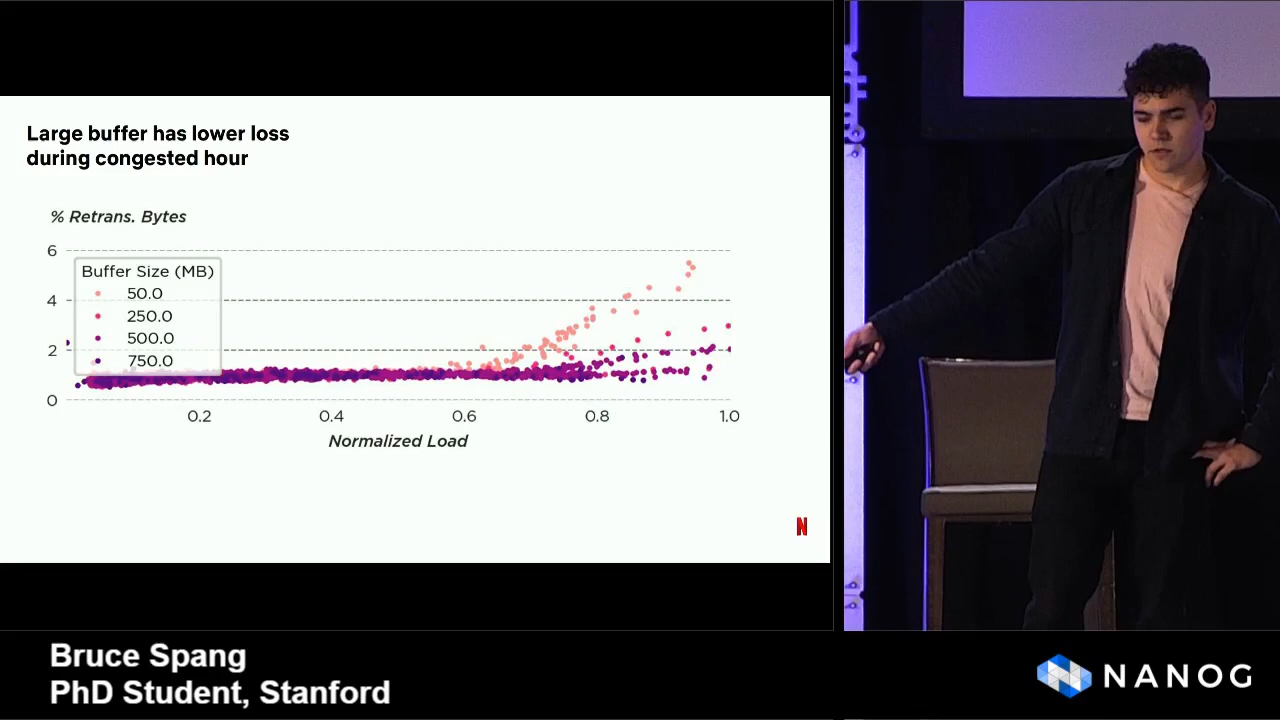 Large buffer has lower loss
during congested hour
% Retrans. Bytes
6
4
2
0
Buffer Size (MB)
50.0
250.0
500.0
750.0
0.2 0.4 0.6 0.8 1.0
Normalized Load
N
Bruce Spang
PhD Student, Stanford
NANOG